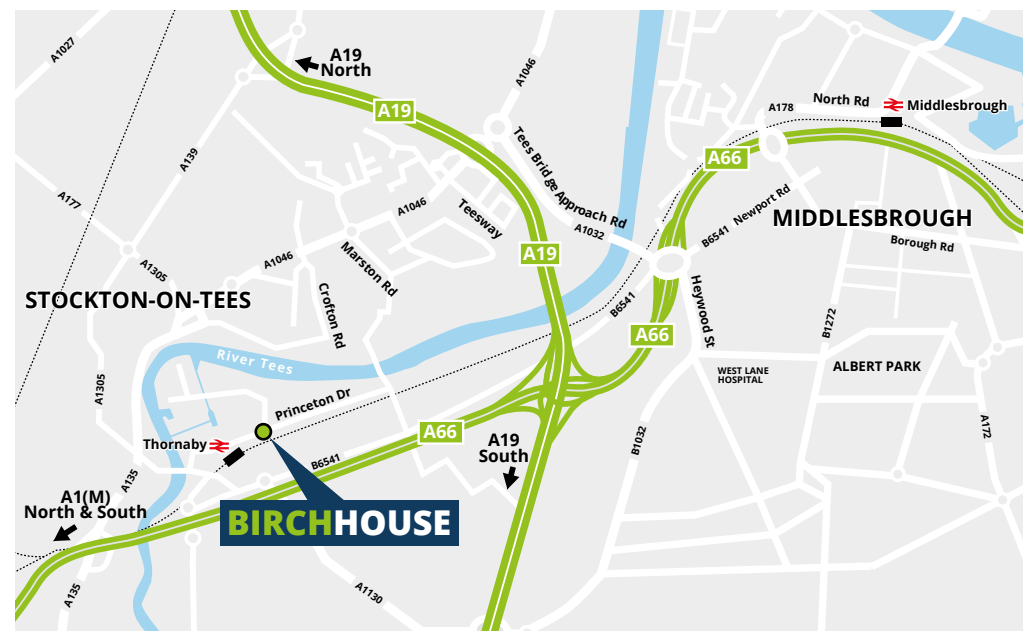 A1027
A19
North
A1046
A19
A178
North Rd
Middlesbrough
A139
Tees Bridge Approach Rd
A66
A177
A1046
Teesway
Newport Rd
MIDDLESBROUGH
A1032
B6541
Borough Rd
A1305
A1046
Marston Rd
A19
STOCKTON-ON-TEES
Crofton Rd
B6541
Heywood St
A66
B1272
River Tees
WEST LANE
HOSPITAL
ALBERT PARK
A1305
Princeton Dr
A66
Thornaby
A19
South
B1032
A172
B6541
A135
A1(M)
North & South
BIRCHHOUSE
A135
A1130